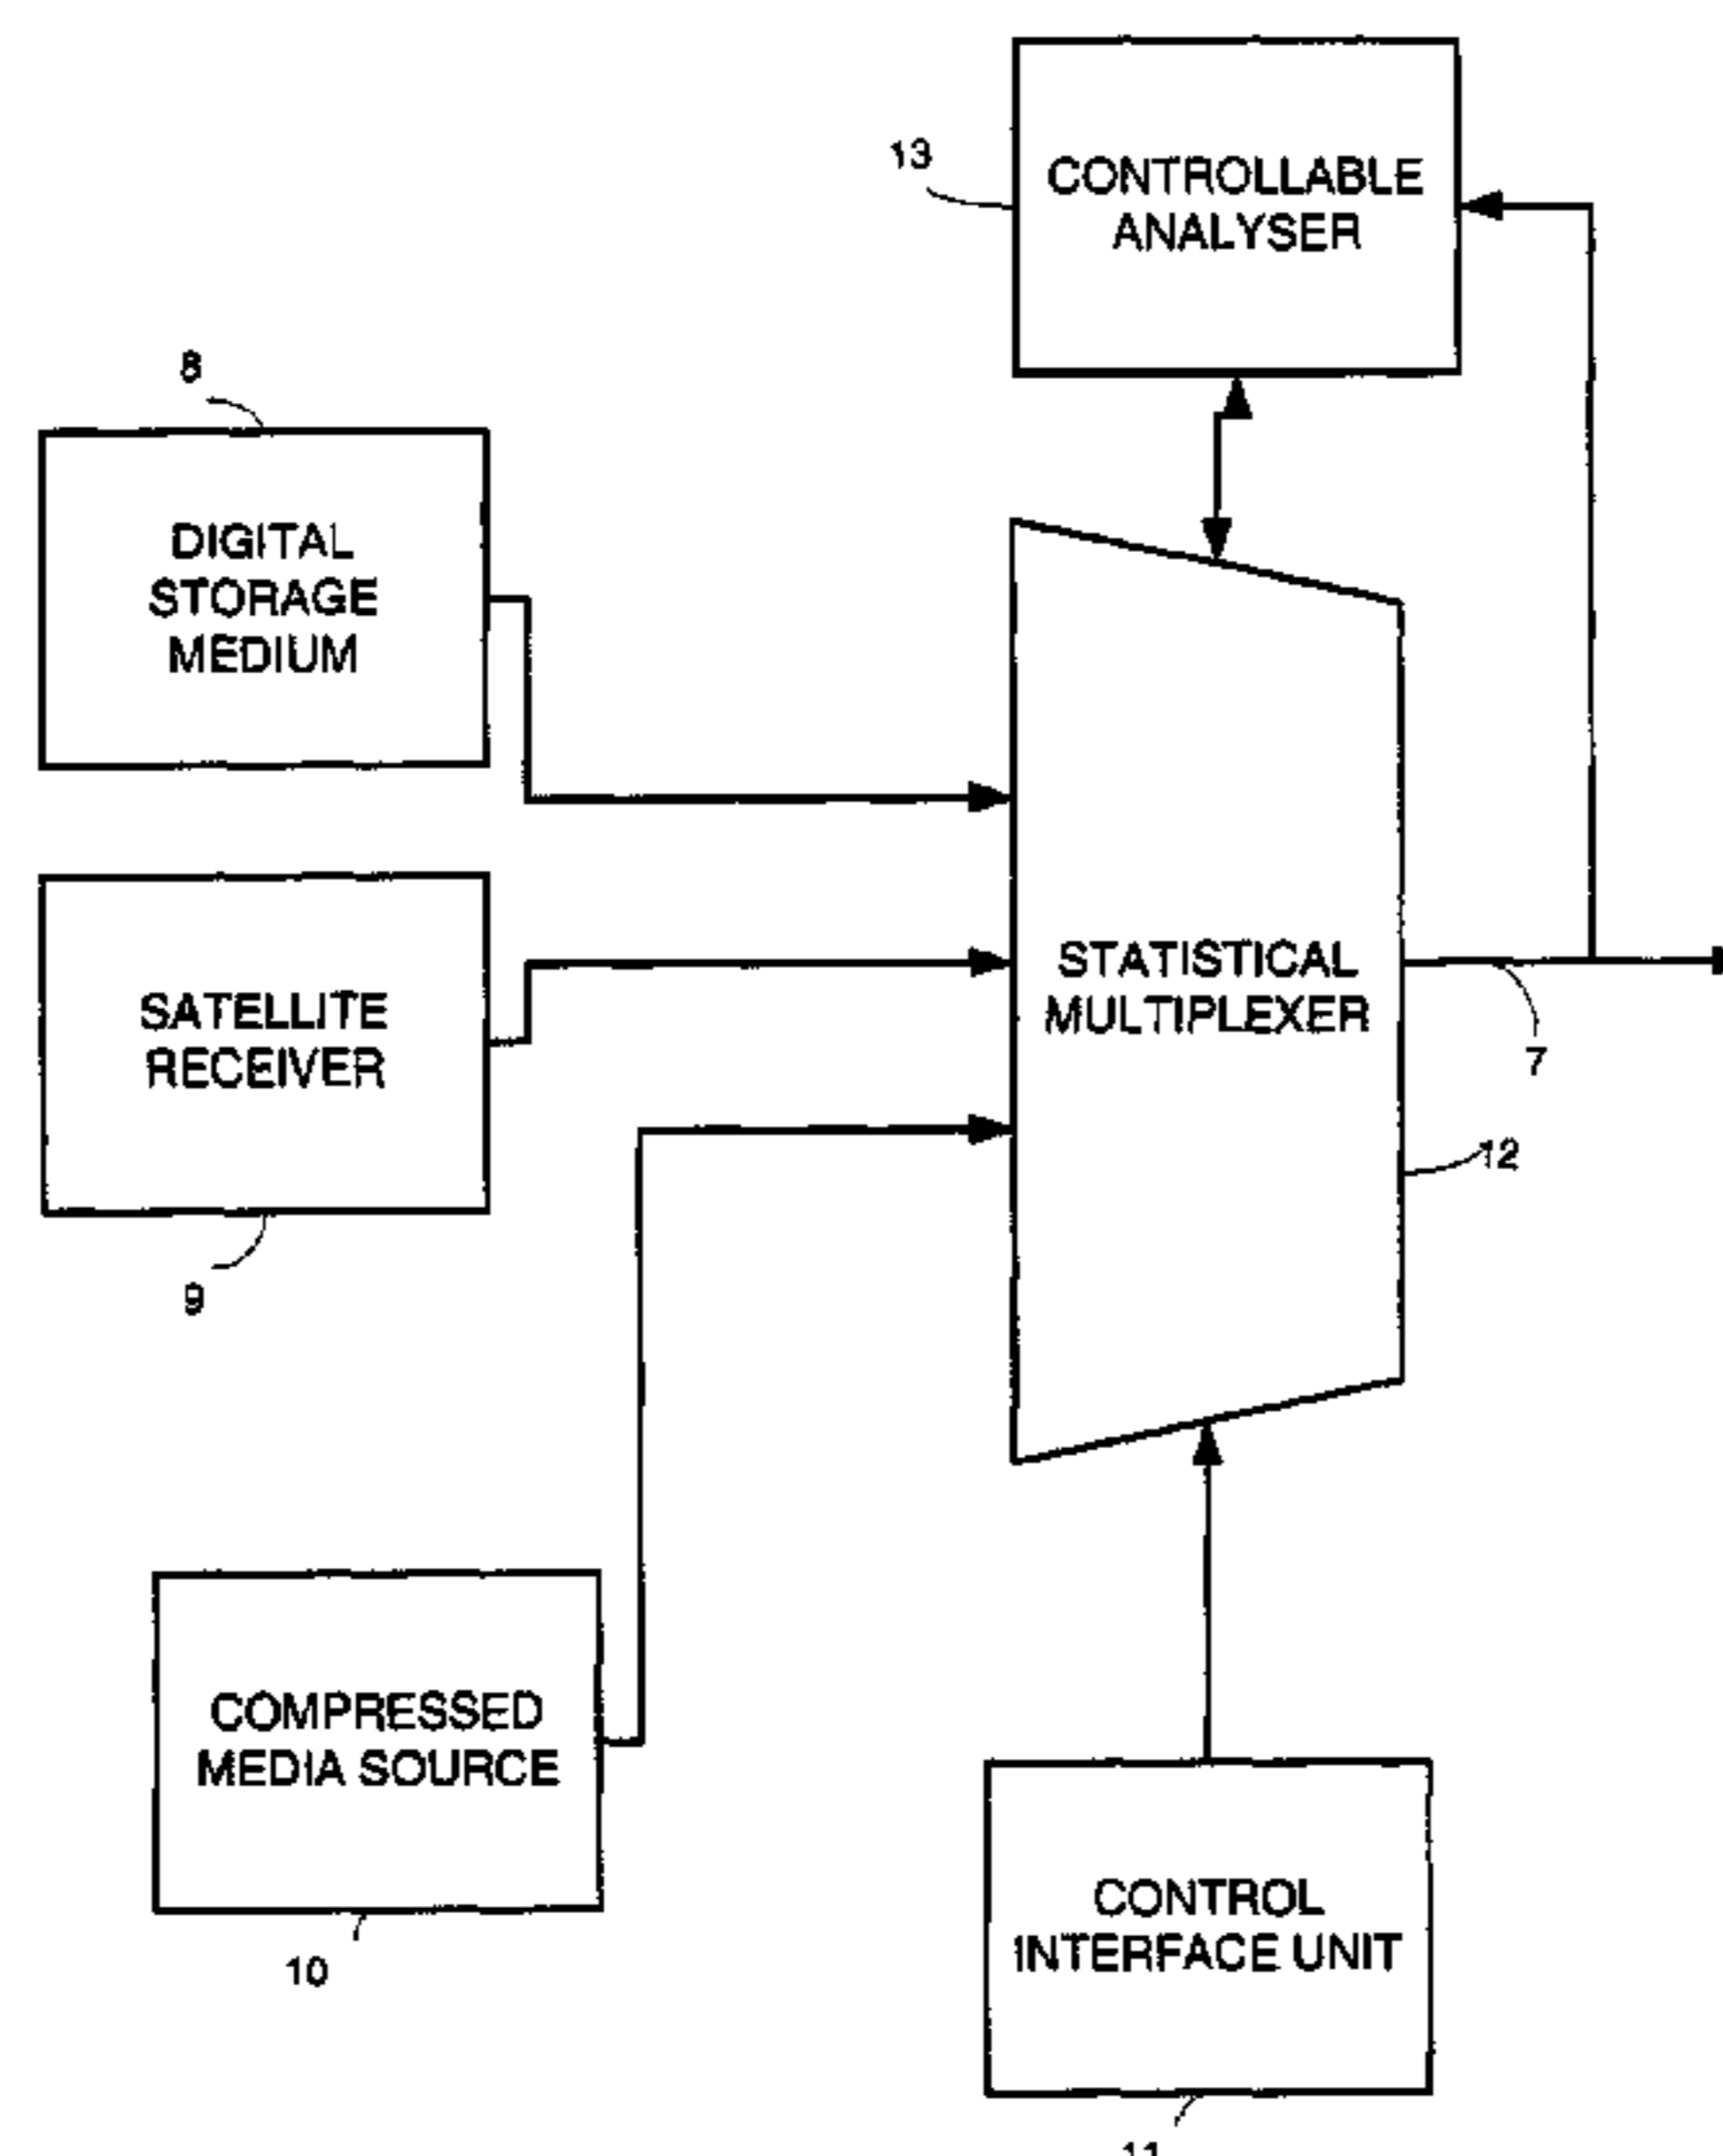 13
CONTROLLABLE
ANALYSER
8
DIGITAL
STORAGE
MEDIUM
STATISTICAL
MULTIPLEXER
SATELLITE
RECEIVER
7
12
9
COMPRESSED
MEDIA SOURCE
CONTROL
INTERFACE UNIT
10
11